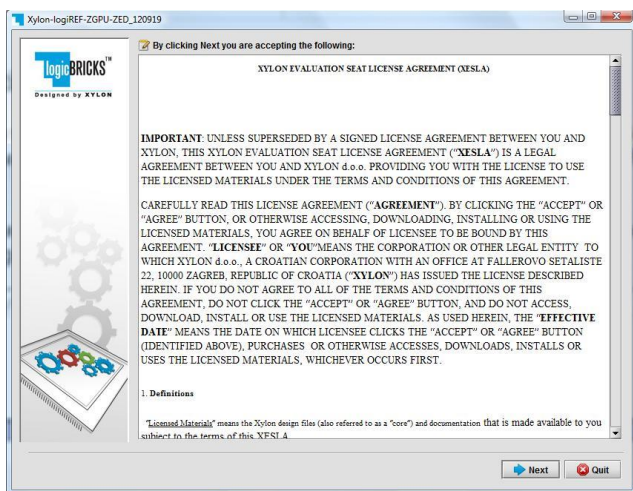 Xylon-logiREF-ZGPU-ZED_120919
By clicking Next you are accepting the following:
logicBRICKS™
Designed by XYLON
XYLON EVALUATION SEAT LICENSE AGREEMENT (XESLA)
IMPORTANT: UNLESS SUPERSEDED BY A SIGNED LICENSE AGREEMENT BETWEEN YOU AND
XYLON, THIS XYLON EVALUATION SEAT LICENSE AGREEMENT ("XESLA") IS A LEGAL
AGREEMENT BETWEEN YOU AND XYLON d.o.o. PROVIDING YOU WITH THE LICENSE TO USE
THE LICENSED MATERIALS UNDER THE TERMS AND CONDITIONS OF THIS AGREEMENT.
CAREFULLY READ THIS LICENSE AGREEMENT ("AGREEMENT"). BY CLICKING THE "ACCEPT" OR
"AGREE" BUTTON, OR OTHERWISE ACCESSING, DOWNLOADING, INSTALLING OR USING THE
LICENSED MATERIALS, YOU AGREE ON BEHALF OF LICENSEE TO BE BOUND BY THIS
AGREEMENT. "LICENSEE" OR "YOU"MEANS THE CORPORATION OR OTHER LEGAL ENTITY TO
WHICH XYLON d.o.o., A CROATIAN CORPORATION WITH AN OFFICE AT FALLEROVO SETALISTE
22, 10000 ZAGREB, REPUBLIC OF CROATIA ("XYLON") HAS ISSUED THE LICENSE DESCRIBED
HEREIN. IF YOU DO NOT AGREE TO ALL OF THE TERMS AND CONDITIONS OF THIS
AGREEMENT, DO NOT CLICK THE "ACCEPT" OR "AGREE" BUTTON, AND DO NOT ACCESS,
DOWNLOAD, INSTALL OR USE THE LICENSED MATERIALS. AS USED HEREIN, THE "EFFECTIVE
DATE" MEANS THE DATE ON WHICH LICENSEE CLICKS THE "ACCEPT" OR "AGREE" BUTTON
(IDENTIFIED ABOVE), PURCHASES OR OTHERWISE ACCESSES, DOWNLOADS, INSTALLS OR
USES THE LICENSED MATERIALS, WHICHEVER OCCURS FIRST.
1. Definitions
"Licensed Materials" means the Xylon design files (also referred to as a "core") and documentation that is made available to you
subject to the terms of this XESLA
Next
Quit